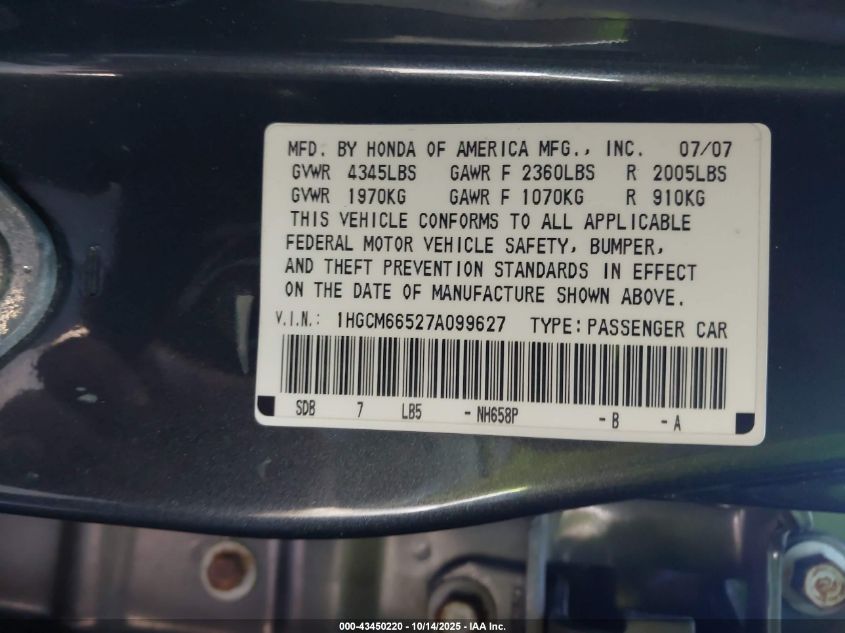 MFD. BY HONDA OF AMERICA MFG., INC. 07/07
GVWR 4345LBS GAWR F 2360LBS R 2005LBS
GVWR 1970KG GAWR F 1070KG R 910KG
THIS VEHICLE CONFORMS TO ALL APPLICABLE
FEDERAL MOTOR VEHICLE SAFETY, BUMPER,
AND THEFT PREVENTION STANDARDS IN EFFECT
ON THE DATE OF MANUFACTURE SHOWN ABOVE.
V.I.N.: 1HGCM66527A099627 TYPE: PASSENGER CAR
SDB 7 LB5 - NH658P - B - A
000-43450220 - 10/14/2025 - IAA Inc.